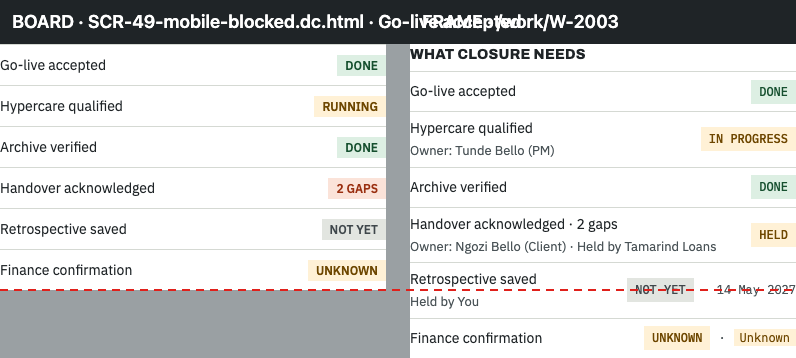 BOARD · SCR-49-mobile-blocked.dc.html · Go-live accepted
FRAME · /work/W-2003
Go-live accepted DONE
Hypercare qualified RUNNING
Archive verified DONE
Handover acknowledged 2 GAPS
Retrospective saved NOT YET
Finance confirmation UNKNOWN
WHAT CLOSURE NEEDS
Go-live accepted DONE
Hypercare qualified IN PROGRESS
Owner: Tunde Bello (PM)
Archive verified DONE
Handover acknowledged · 2 gaps HELD
Owner: Ngozi Bello (Client) · Held by Tamarind Loans
Retrospective saved NOT YET 14 May 2027
Held by You
Finance confirmation UNKNOWN · Unknown